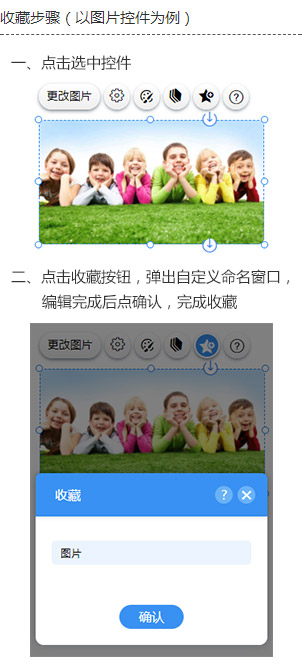 收藏步骤（以图片控件为例）
一、点击选中控件
更改图片
?
二、点击收藏按钮，弹出自定义命名窗口，
编辑完成后点确认，完成收藏
更改图片
?
收藏
?
图片
确认